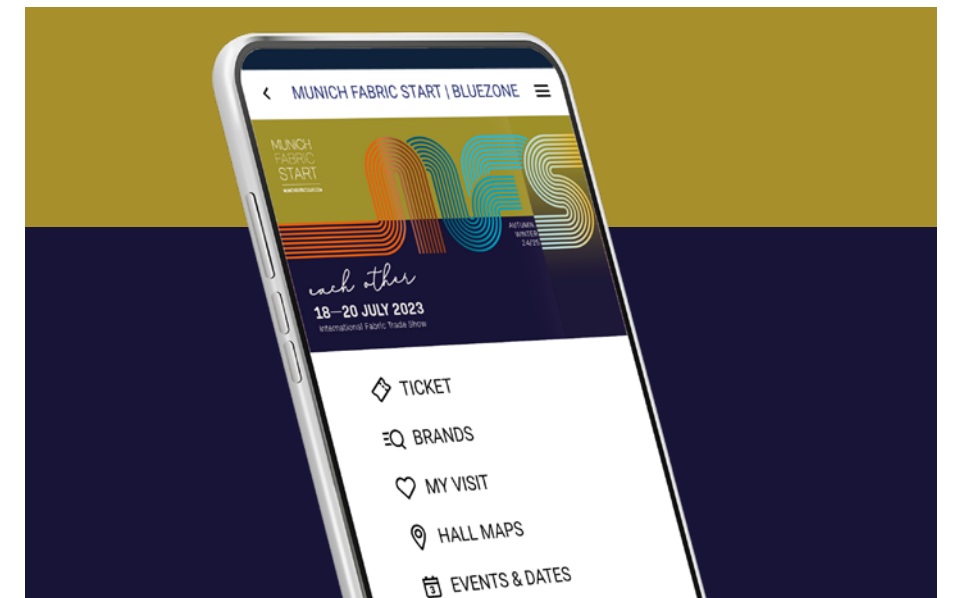 MUNICH FABRIC START | BLUEZONE
MUNICH
FABRIC
START
MFS
AUTUMN
WINTER
24/25
each other
18—20 JULY 2023
International Fabric Trade Show
TICKET
BRANDS
MY VISIT
HALL MAPS
3
EVENTS & DATES